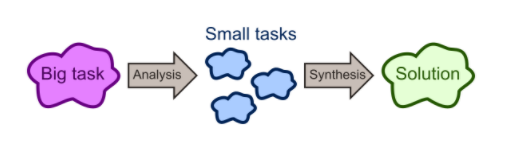 Small tasks
Big task
Analysis
Synthesis
Solution